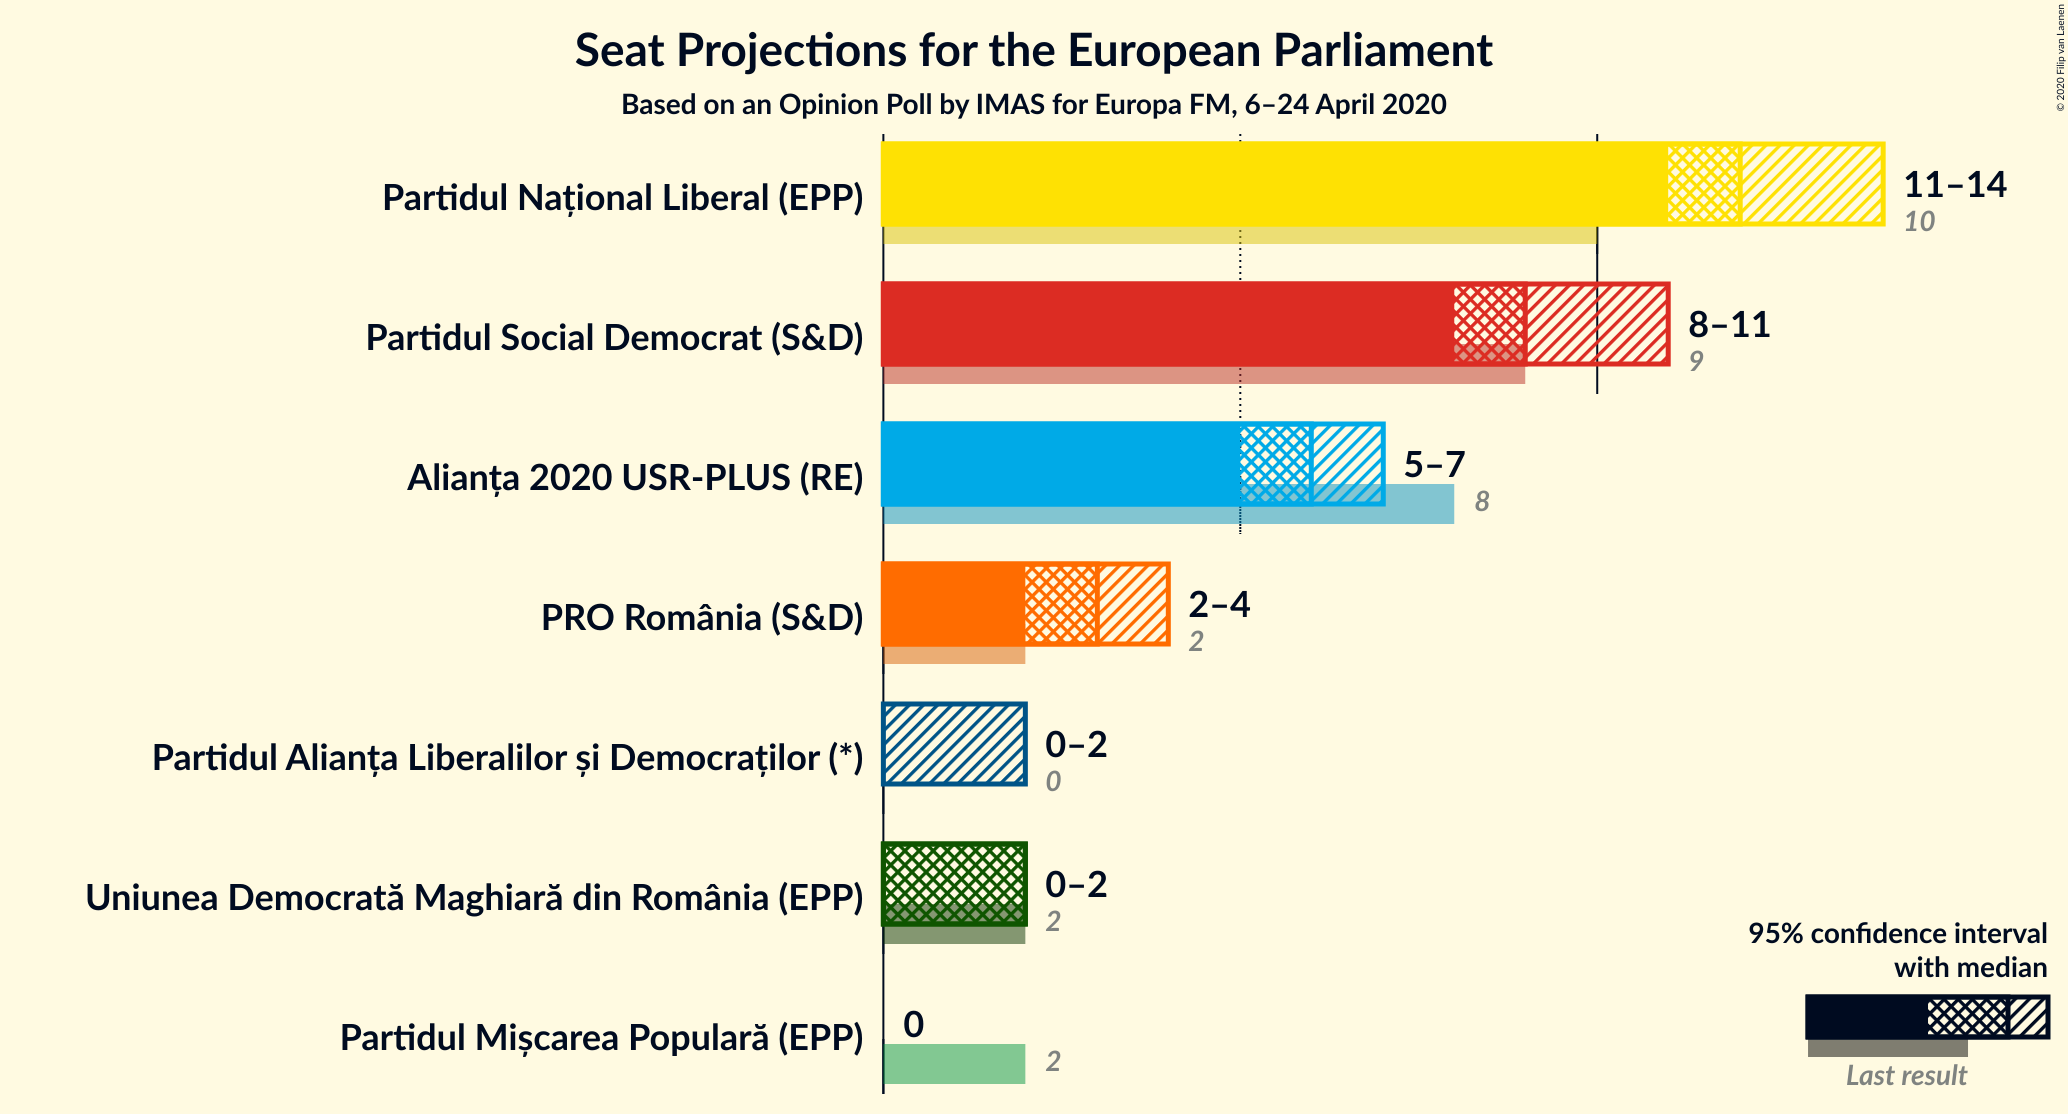 Seat Projections for the European Parliament
Based on an Opinion Poll by IMAS for Europa FM, 6–24 April 2020
© 2020 Filip van Laenen
Partidul Național Liberal (EPP)
11–14
10
Partidul Social Democrat (S&D)
8–11
9
Alianța 2020 USR-PLUS (RE)
5–7
8
PRO România (S&D)
2–4
2
Partidul Alianța Liberalilor și Democraților (*)
0–2
0
Uniunea Democrată Maghiară din România (EPP)
0–2
2
Partidul Mișcarea Populară (EPP)
0
2
95% confidence interval
with median
Last result